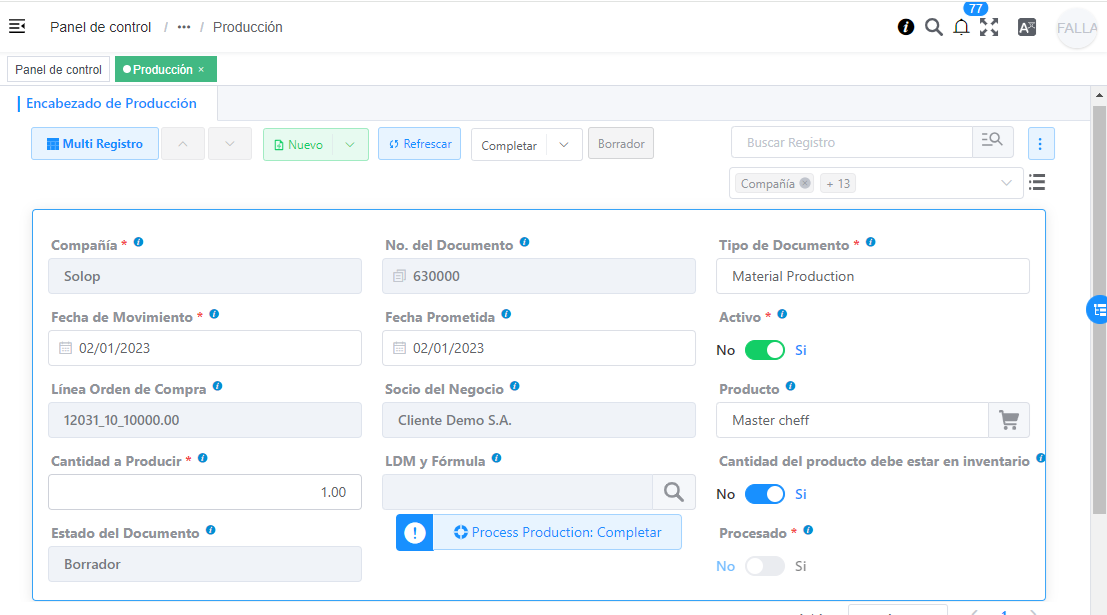 77
Panel de control / ••• / Producción
FALLA
Panel de control
Producción ×
Encabezado de Producción
Multi Registro
Nuevo
Refrescar
Completar
Borrador
Buscar Registro
Compañía
+ 13
Compañía *
No. del Documento
Tipo de Documento *
Solop
630000
Material Production
Fecha de Movimiento *
Fecha Prometida
Activo *
02/01/2023
02/01/2023
No
Si
Línea Orden de Compra
Socio del Negocio
Producto
12031_10_10000.00
Cliente Demo S.A.
Master cheff
Cantidad a Producir *
LDM y Fórmula
Cantidad del producto debe estar en inventario
1.00
No
Si
Estado del Documento
Process Production: Completar
Procesado *
Borrador
No
Si
1